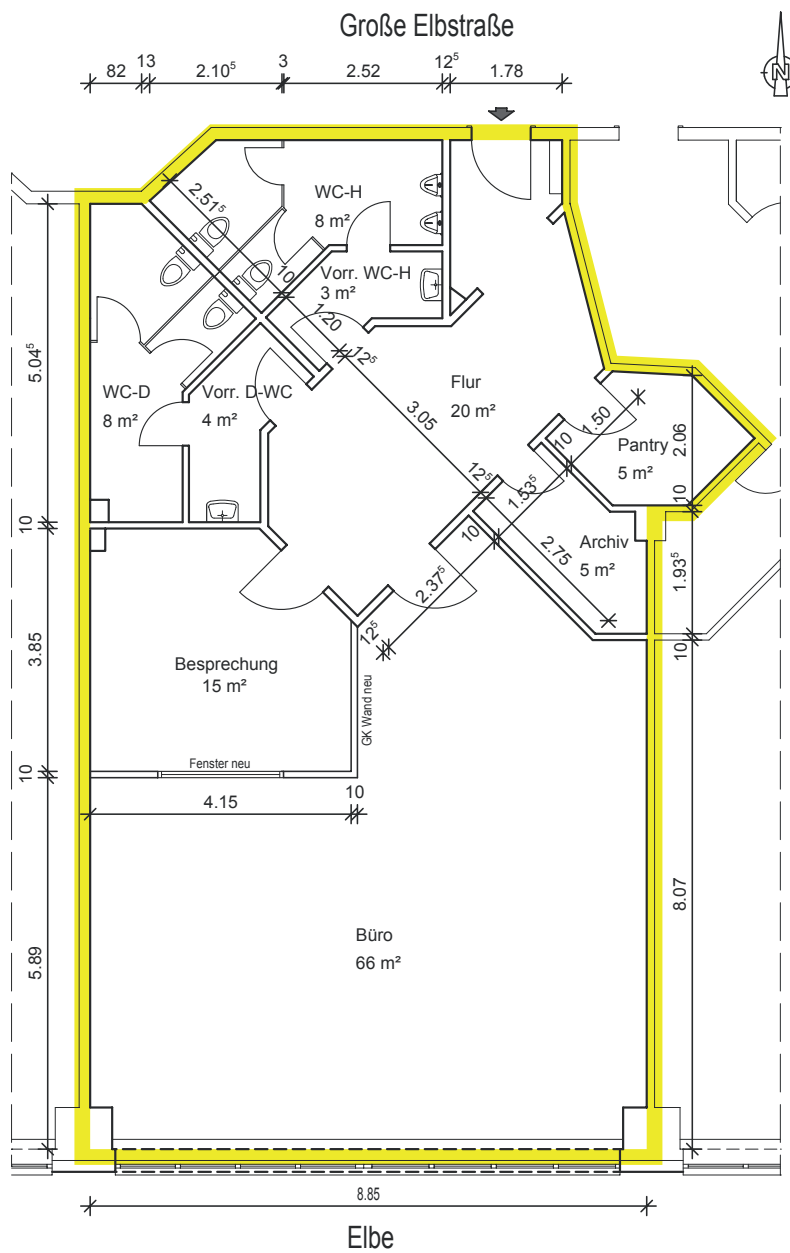 Große Elbstraße
N
82 13 2.10⁵ 3 2.52 12⁵ 1.78
2.51⁵
WC-H
8 m²
10
Vorr. WC-H
3 m²
1.20
12⁵
5.04⁵
WC-D
8 m²
Vorr. D-WC
4 m²
Flur
20 m²
3.05
1.50
10
Pantry
5 m²
2.06
10
12⁵
1.53⁵
10
2.75
Archiv
5 m²
1.93⁵
10
10
2.37⁵
12⁵
3.85
Besprechung
15 m²
GK Wand neu
Fenster neu
10
4.15
10
8.07
Büro
66 m²
5.89
8.85
Elbe